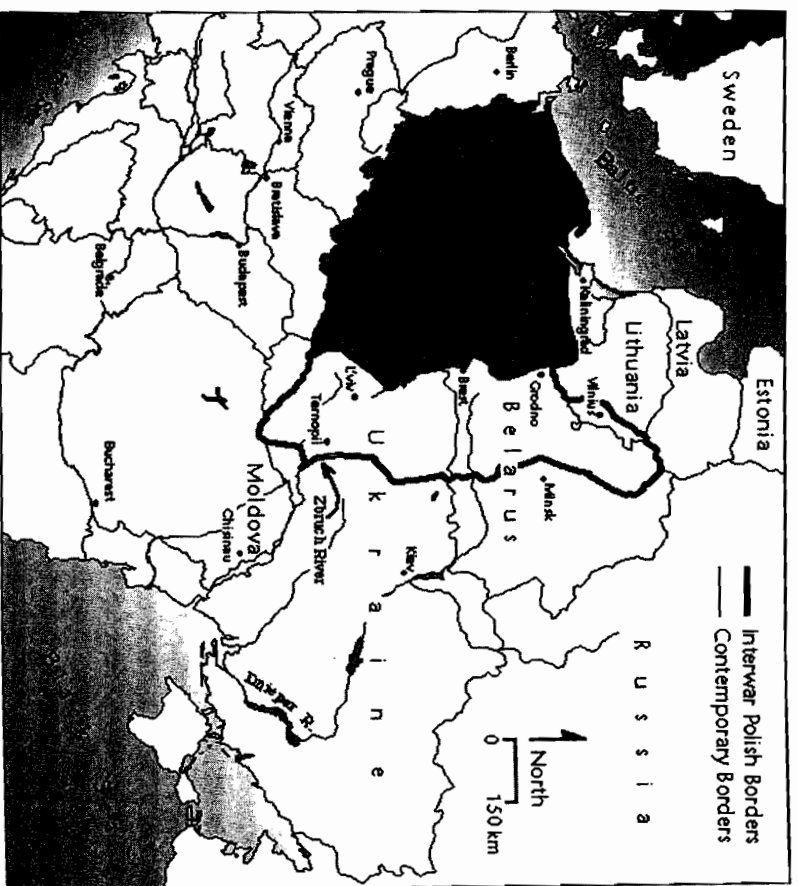 Sweden
Baltic
Estonia
Latvia
Lithuania
Kaliningrad
Vilnius
Russia
Berlin
Grodno
Minsk
Belarus
Brest
Prague
Kiev
L'viv
Ukraine
Ternopil
Zbruch River
Vienna
Bratislava
Budapest
Dnieper R.
Moldova
Chisinau
Belgrade
Bucharest
Interwar Polish Borders
Contemporary Borders
North
0 150 km